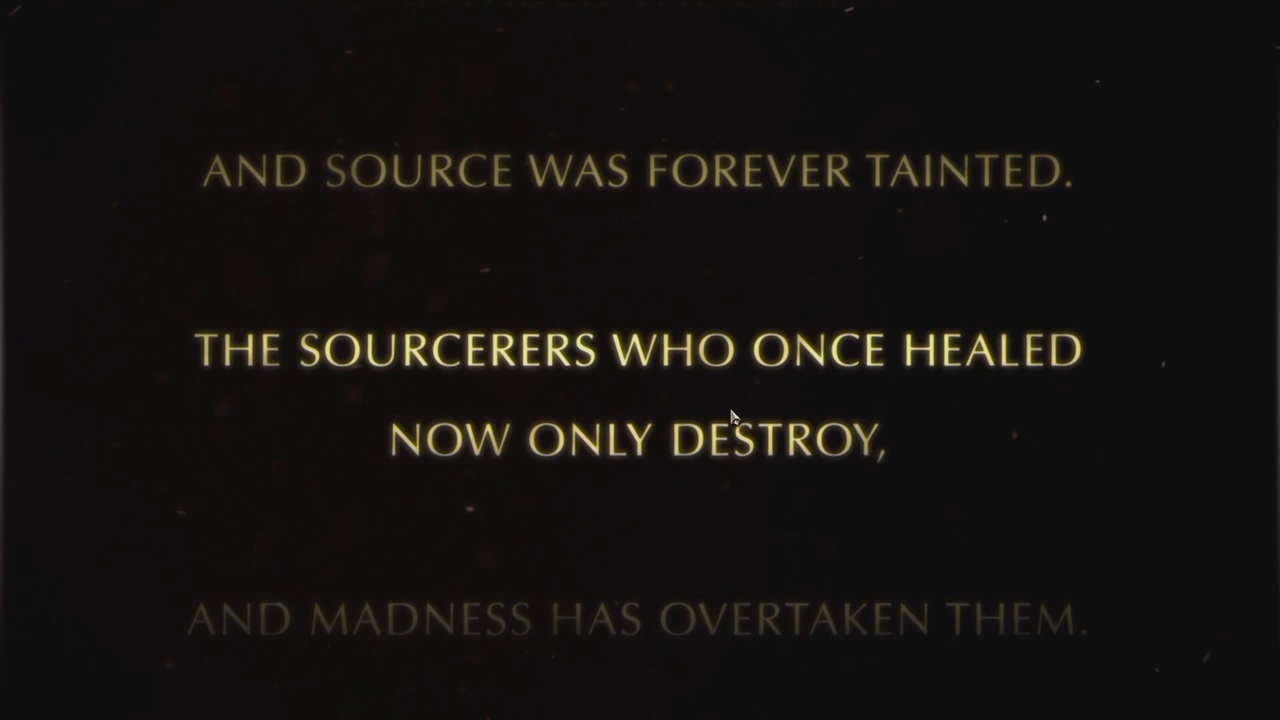 AND SOURCE WAS FOREVER TAINTED.
THE SOURCERERS WHO ONCE HEALED
NOW ONLY DESTROY,
AND MADNESS HAS OVERTAKEN THEM.